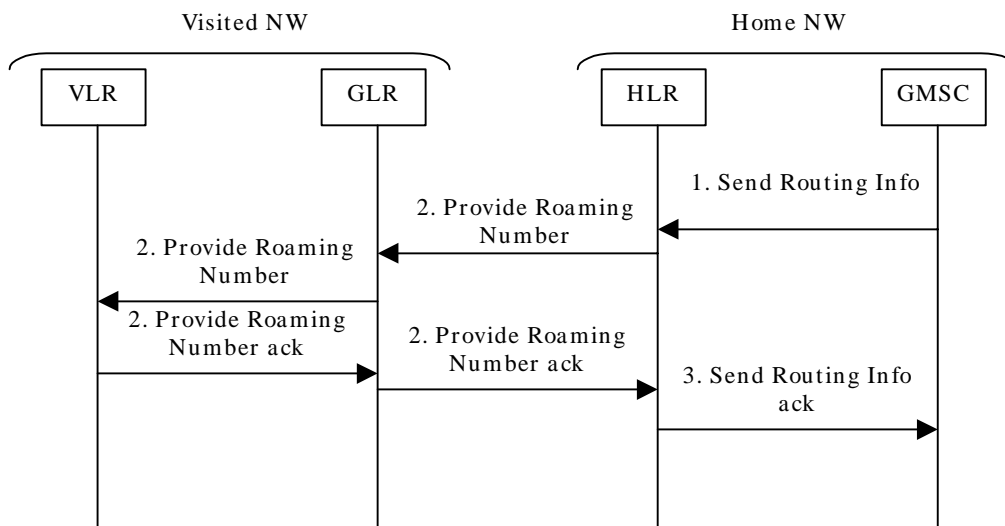 Visited NW
Home NW
VLR
GLR
HLR
GMSC
1. Send Routing Info
2. Provide Roaming
Number
2. Provide Roaming
Number
2. Provide Roaming
Number ack
2. Provide Roaming
Number ack
3. Send Routing Info
ack